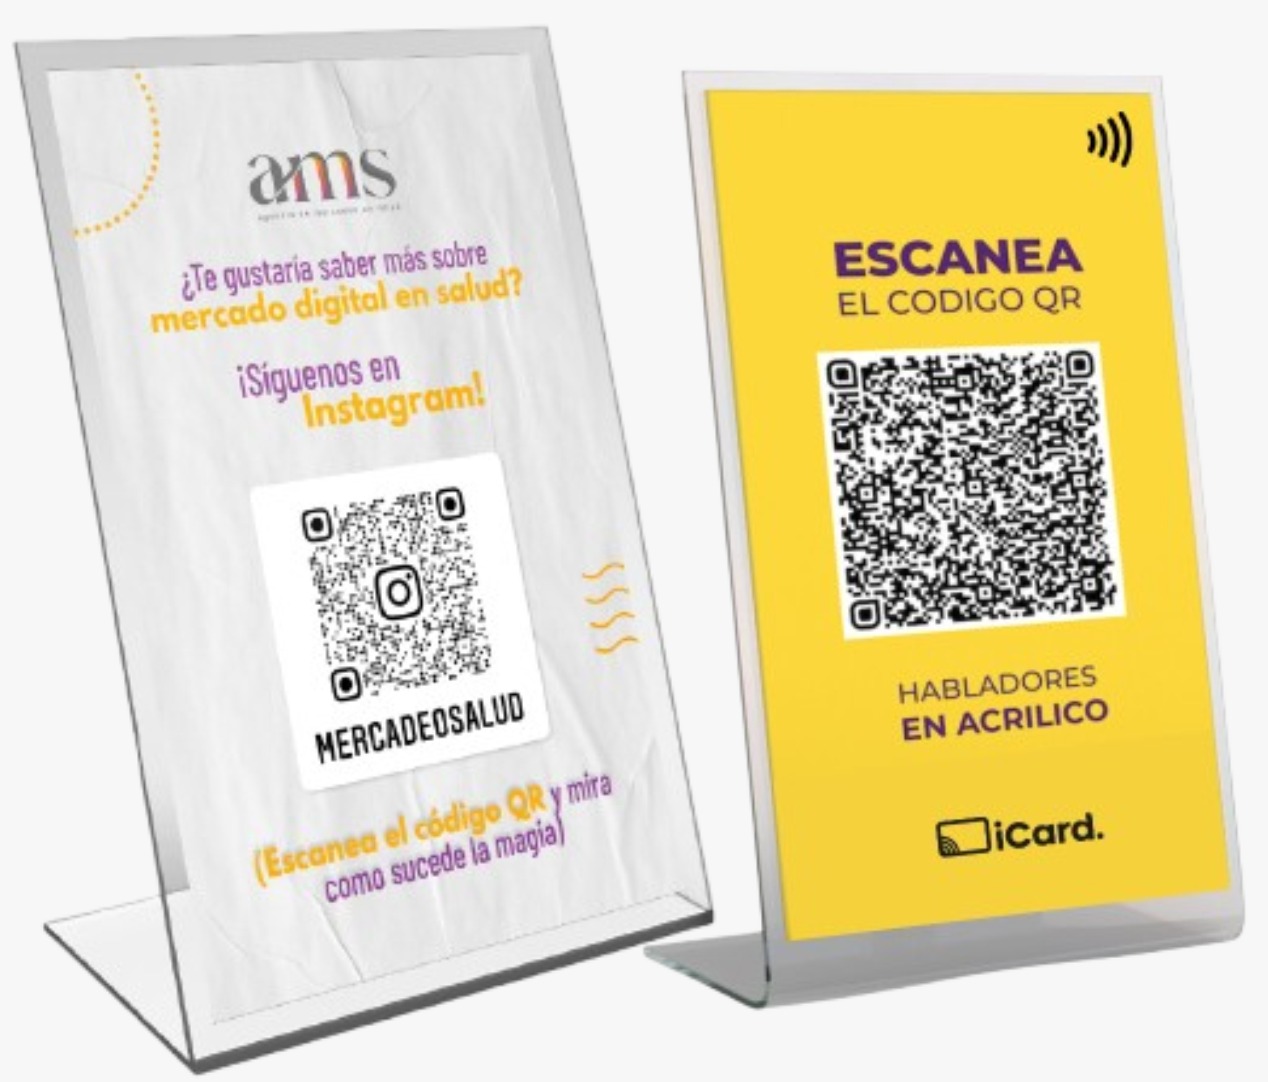 ams
¿Te gustaría saber más sobre
mercado digital en salud?
¡Síguenos en
Instagram!
MERCADEOSALUD
(Escanea el código QR y mira
como sucede la magia)
ESCANEA
EL CODIGO QR
HABLADORES
EN ACRILICO
iCard.